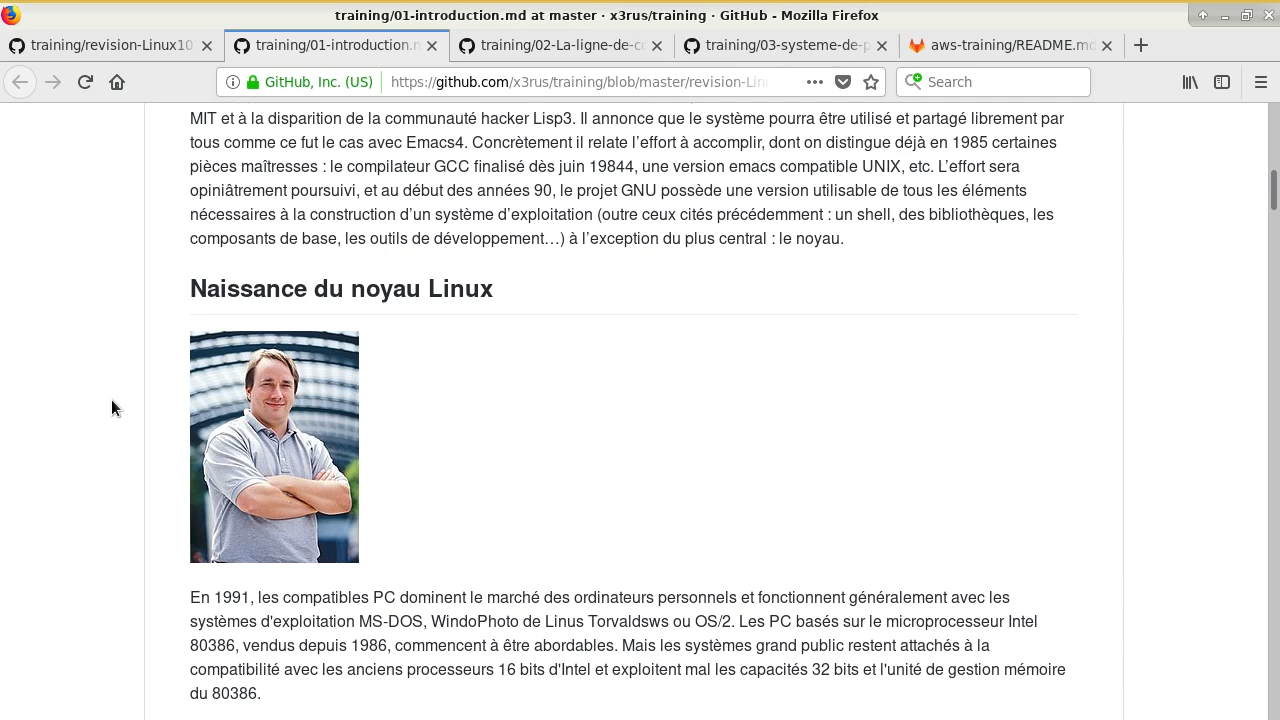 training/01-introduction.md at master · x3rus/training · GitHub - Mozilla Firefox
training/revision-Linux10
training/01-introduction.n
training/02-La-ligne-de-co
training/03-systeme-de-p
aws-training/README.md
GitHub, Inc. (US)
https://github.com/x3rus/training/blob/master/revision-Lin
Search
MIT et à la disparition de la communauté hacker Lisp3. Il annonce que le système pourra être utilisé et partagé librement par
tous comme ce fut le cas avec Emacs4. Concrètement il relate l’effort à accomplir, dont on distingue déjà en 1985 certaines
pièces maîtresses : le compilateur GCC finalisé dès juin 19844, une version emacs compatible UNIX, etc. L’effort sera
opiniâtrement poursuivi, et au début des années 90, le projet GNU possède une version utilisable de tous les éléments
nécessaires à la construction d’un système d’exploitation (outre ceux cités précédemment : un shell, des bibliothèques, les
composants de base, les outils de développement…) à l’exception du plus central : le noyau.
Naissance du noyau Linux
En 1991, les compatibles PC dominent le marché des ordinateurs personnels et fonctionnent généralement avec les
systèmes d'exploitation MS-DOS, WindoPhoto de Linus Torvaldsws ou OS/2. Les PC basés sur le microprocesseur Intel
80386, vendus depuis 1986, commencent à être abordables. Mais les systèmes grand public restent attachés à la
compatibilité avec les anciens processeurs 16 bits d'Intel et exploitent mal les capacités 32 bits et l'unité de gestion mémoire
du 80386.